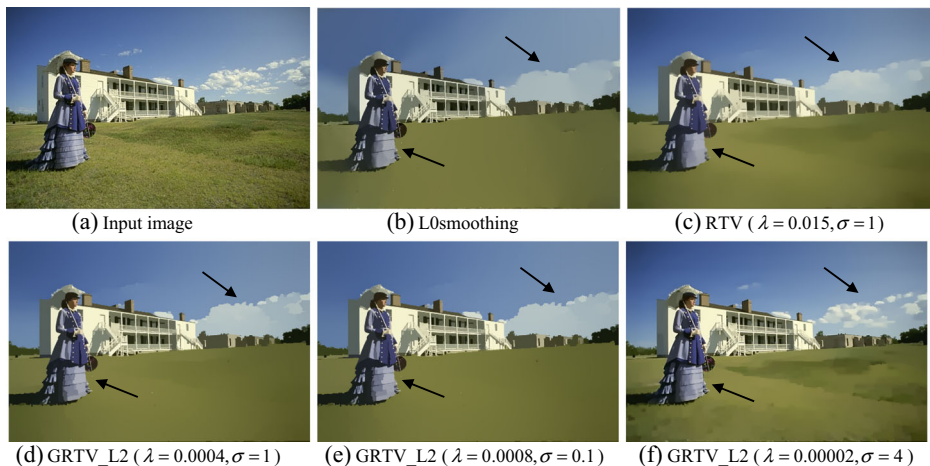 (a) Input image
(b) L0smoothing
(c) RTV ( λ = 0.015, σ = 1)
(d) GRTV_L2 ( λ = 0.0004, σ = 1)
(e) GRTV_L2 ( λ = 0.0008, σ = 0.1)
(f) GRTV_L2 ( λ = 0.00002, σ = 4)